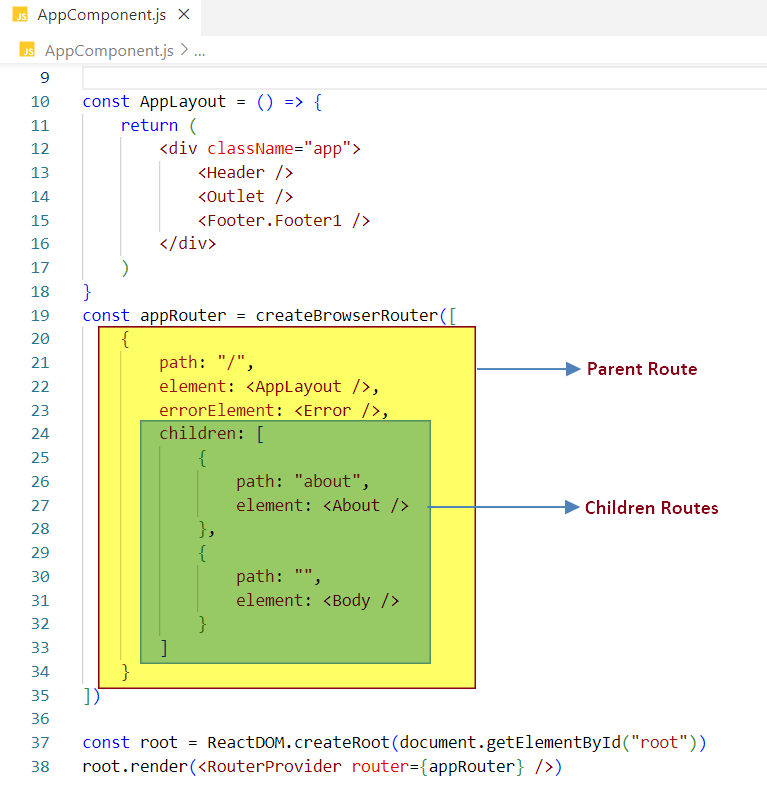 JS AppComponent.js ×
JS AppComponent.js > ...
9
10 const AppLayout = () => {
11     return (
12         <div className="app">
13             <Header />
14             <Outlet />
15             <Footer.Footer1 />
16         </div>
17     )
18 }
19 const appRouter = createBrowserRouter([
20     {
21         path: "/", Parent Route
22         element: <AppLayout />,
23         errorElement: <Error />,
24         children: [
25             {
26                 path: "about",
27                 element: <About /> Children Routes
28             },
29             {
30                 path: "",
31                 element: <Body />
32             }
33         ]
34     }
35 ])
36
37 const root = ReactDOM.createRoot(document.getElementById("root"))
38 root.render(<RouterProvider router={appRouter} />)